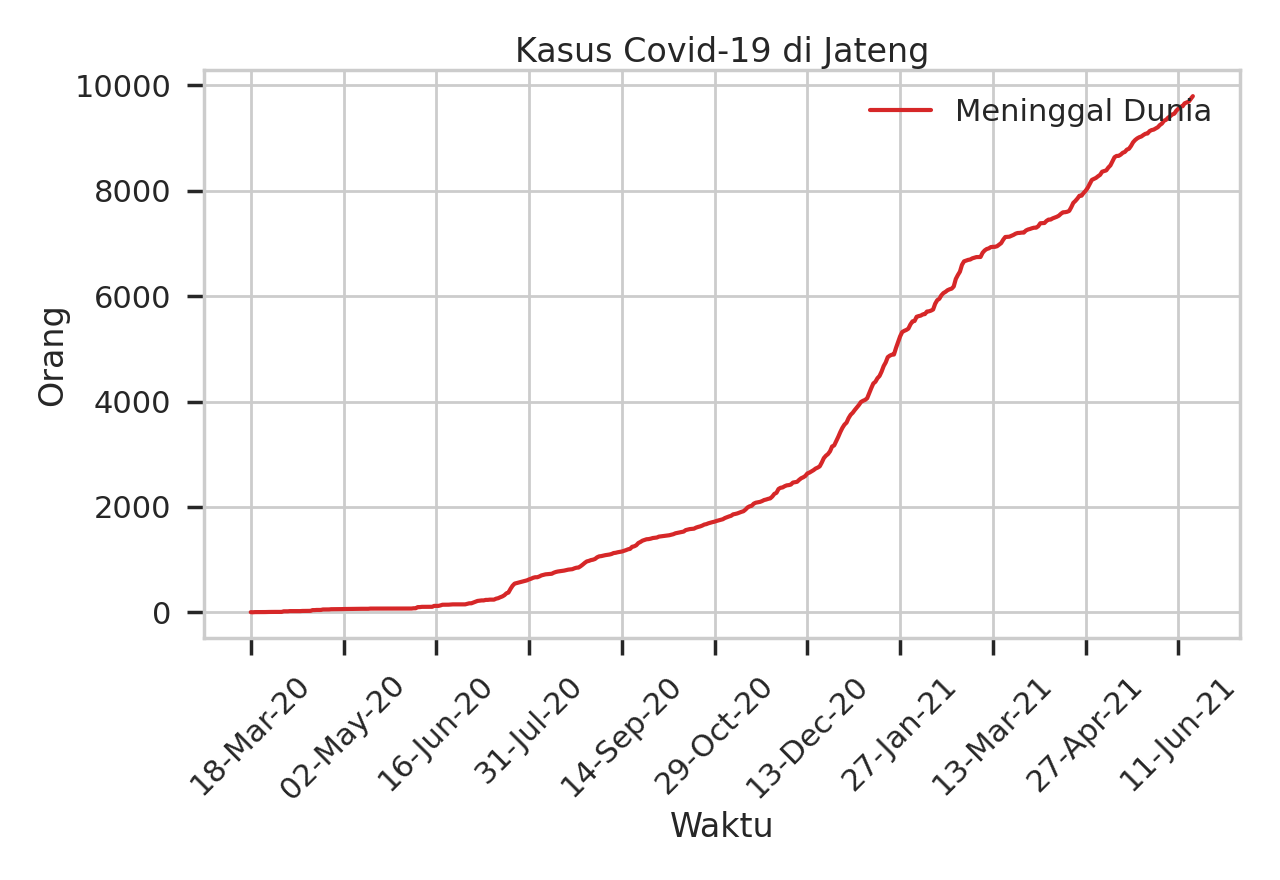 Kasus Covid-19 di Jateng
Meninggal Dunia
Orang
10000
8000
6000
4000
2000
0
18-Mar-20
02-May-20
16-Jun-20
31-Jul-20
14-Sep-20
29-Oct-20
13-Dec-20
27-Jan-21
13-Mar-21
27-Apr-21
11-Jun-21
Waktu